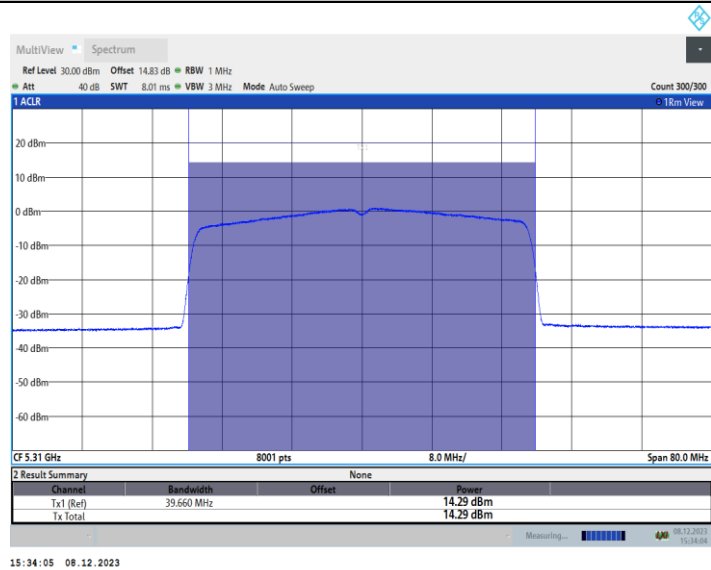 MultiView Spectrum
Ref Level 30.00 dBm Offset 14.83 dB RBW 1 MHz
Att 40 dB SWT 8.01 ms VBW 3 MHz Mode Auto Sweep Count 300/300
1 ACLR 1Rm View
20 dBm
10 dBm
0 dBm
-10 dBm
-20 dBm
-30 dBm
-40 dBm
-50 dBm
-60 dBm
CF 5.31 GHz 8001 pts 8.0 MHz/ Span 80.0 MHz
2 Result Summary None
Channel Bandwidth Offset Power
Tx1 (Ref) 39.660 MHz 14.29 dBm
Tx Total 14.29 dBm
Measuring... 08.12.2023
15:34:04
15:34:05 08.12.2023